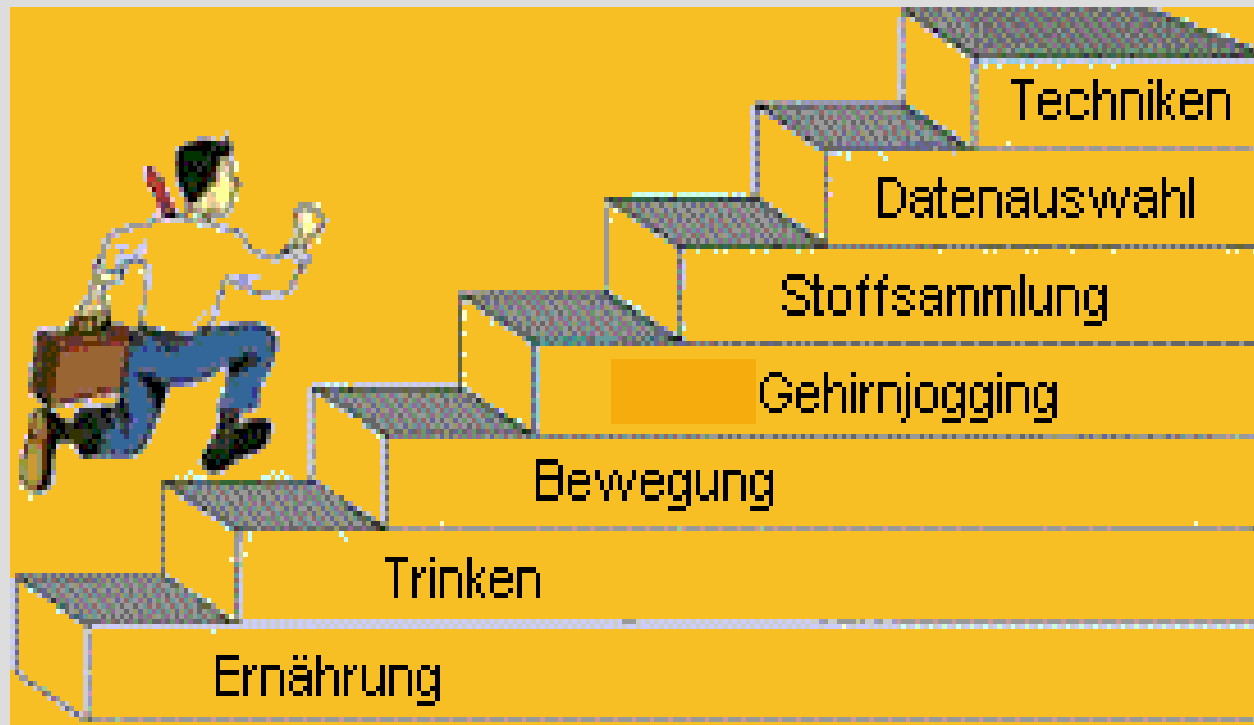 Techniken
Datenauswahl
Stoffsammlung
Gehirnjogging
Bewegung
Trinken
Ernährung